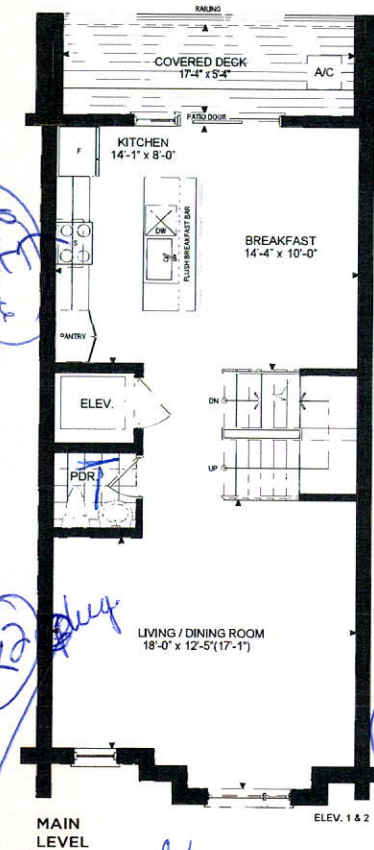 RAILING
COVERED DECK
17'-4" x 5'-4"
A/C
PATIO DOOR
KITCHEN
14'-1" x 8'-0"
F
S
DW
FLUSH BREAKFAST BAR
BREAKFAST
14'-4" x 10'-0"
PANTRY
ELEV.
DN
UP
PDR.
plug.
12
LIVING / DINING ROOM
18'-0" x 12'-5"(17'-1")
MAIN
LEVEL
ELEV. 1 & 2